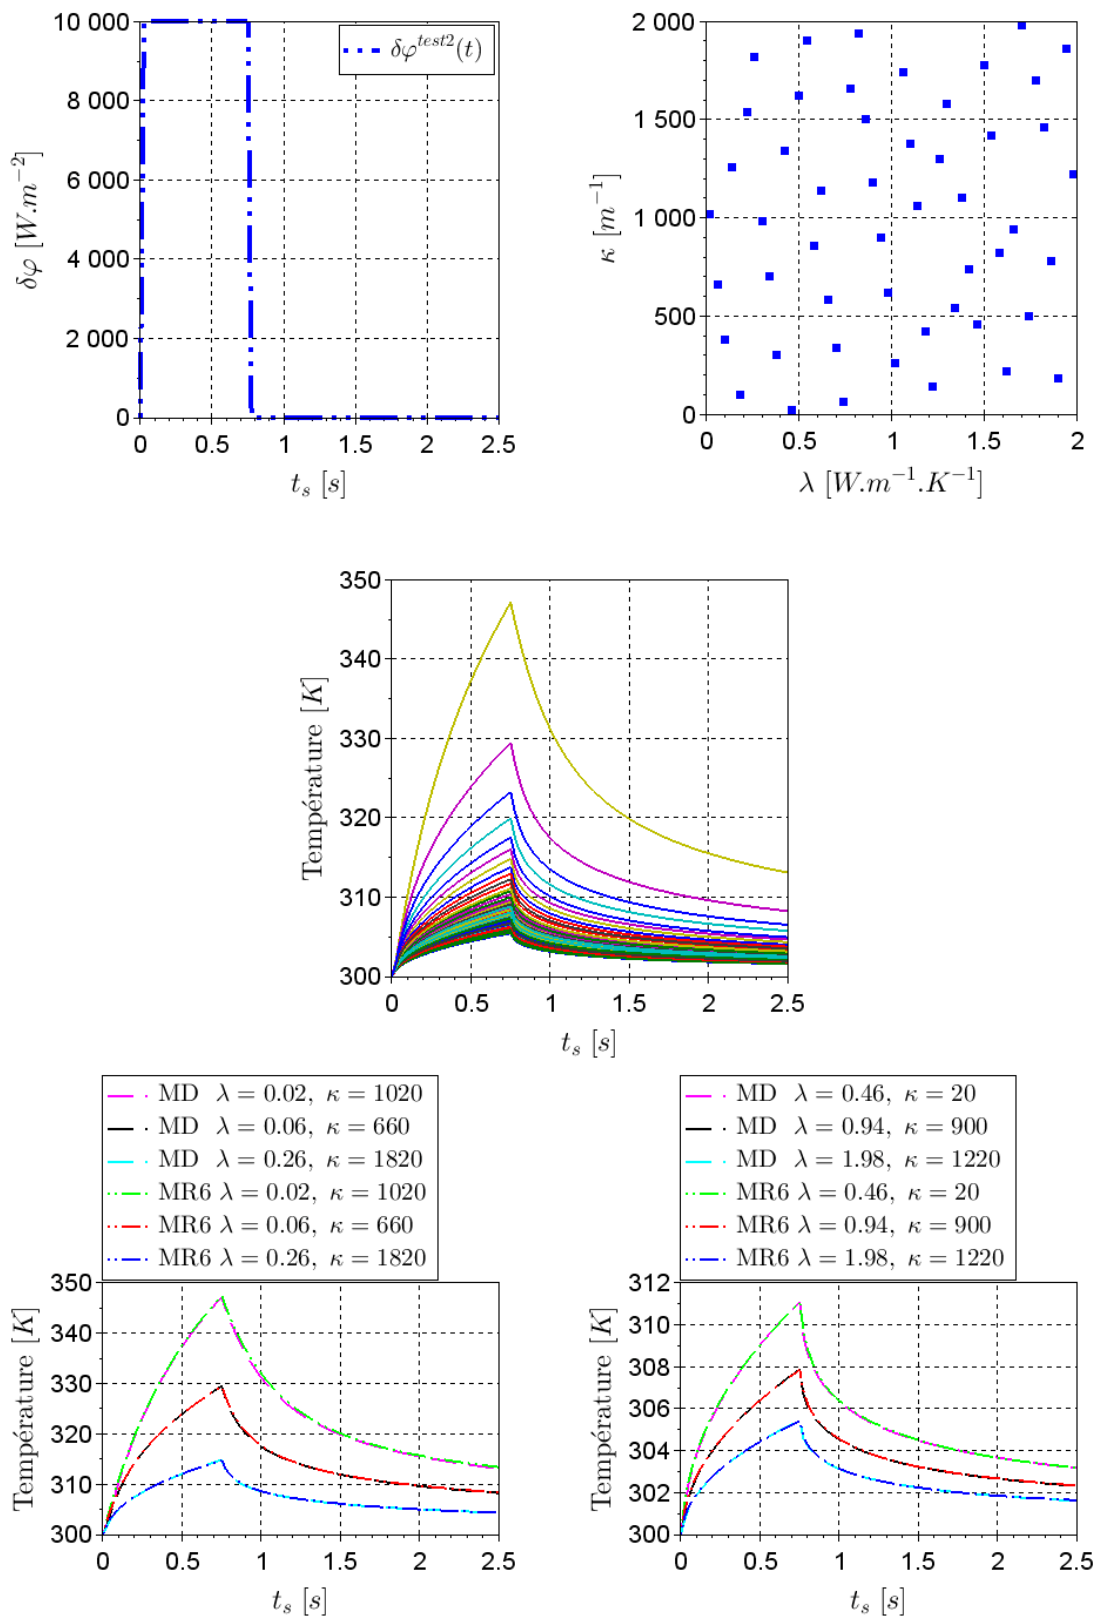 10 000
8 000
6 000
4 000
2 000
0
δφ [W.m⁻²]
δφ^{test2}(t)
0 0.5 1 1.5 2 2.5
t_s [s]
2 000
1 500
1 000
500
0
κ [m⁻¹]
0 0.5 1 1.5 2
λ [W.m⁻¹.K⁻¹]
350
340
330
320
310
300
Température [K]
0 0.5 1 1.5 2 2.5
t_s [s]
MD λ = 0.02, κ = 1020
MD λ = 0.06, κ = 660
MD λ = 0.26, κ = 1820
MR6 λ = 0.02, κ = 1020
MR6 λ = 0.06, κ = 660
MR6 λ = 0.26, κ = 1820
350
340
330
320
310
300
Température [K]
0 0.5 1 1.5 2 2.5
t_s [s]
MD λ = 0.46, κ = 20
MD λ = 0.94, κ = 900
MD λ = 1.98, κ = 1220
MR6 λ = 0.46, κ = 20
MR6 λ = 0.94, κ = 900
MR6 λ = 1.98, κ = 1220
312
310
308
306
304
302
300
Température [K]
0 0.5 1 1.5 2 2.5
t_s [s]